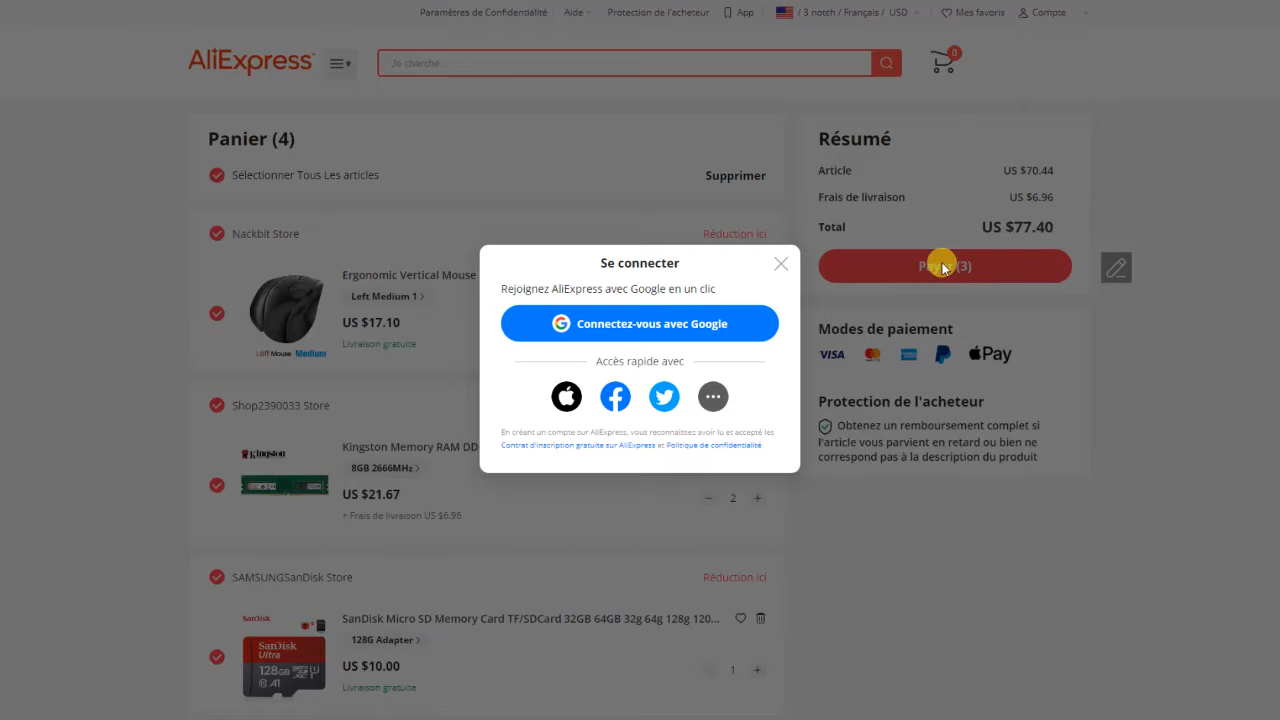 Paramètres de Confidentialité Aide Protection de l'acheteur App / 3 notch / Français / USD Mes favoris Compte
AliExpress
Je cherche...
0
Panier (4)
Sélectionner Tous Les articles
Supprimer
Nackbit Store
Réduction ici
Ergonomic Vertical Mouse
Left Medium 1 >
US $17.10
Livraison gratuite
Left Mouse Medium
Shop2390033 Store
Kingston Memory RAM DD
8GB 2666MHz >
US $21.67
+ Frais de livraison US $6.96
Kingston
− 2 +
SAMSUNGSanDisk Store
Réduction ici
SanDisk Micro SD Memory Card TF/SDCard 32GB 64GB 32g 64g 128g 120...
128G Adapter >
US $10.00
Livraison gratuite
SanDisk
SanDisk
Ultra
128GB
A1
1 +
Se connecter
Rejoignez AliExpress avec Google en un clic
Connectez-vous avec Google
Accès rapide avec
En créant un compte sur AliExpress, vous reconnaissez avoir lu et accepté les
Contrat d'inscription gratuite sur AliExpress et Politique de confidentialité
Résumé
Article US $70.44
Frais de livraison US $6.96
Total US $77.40
(3)
Modes de paiement
VISA
Pay
Protection de l'acheteur
Obtenez un remboursement complet si
l'article vous parvient en retard ou bien ne
correspond pas à la description du produit